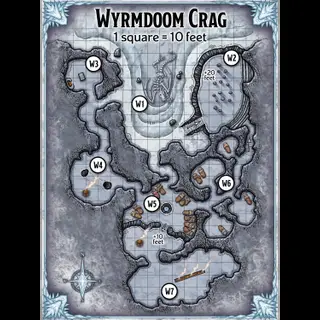 WYRMDOOM CRAG
1 square = 10 feet
W3
W2
+20
feet
W1
W4
W6
W5
+10
feet
W7